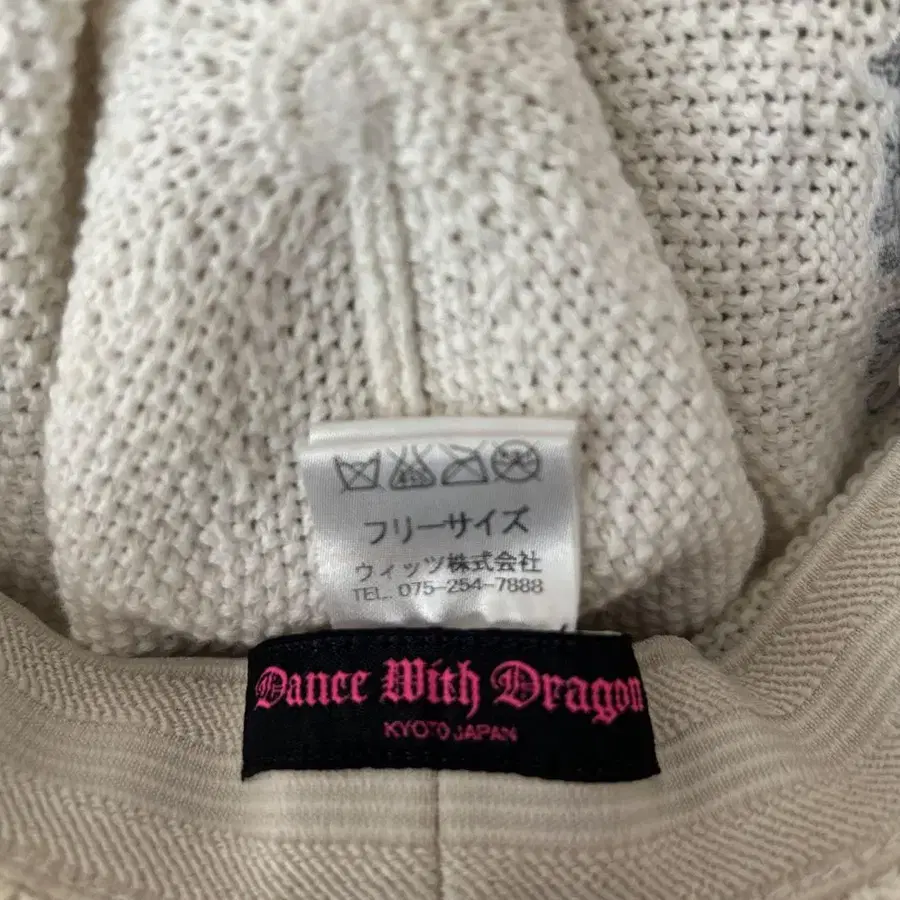 フリーサイズ
ウィッツ株式会社
TEL. 075-254-7888
Dance With Dragon
KYOTO JAPAN